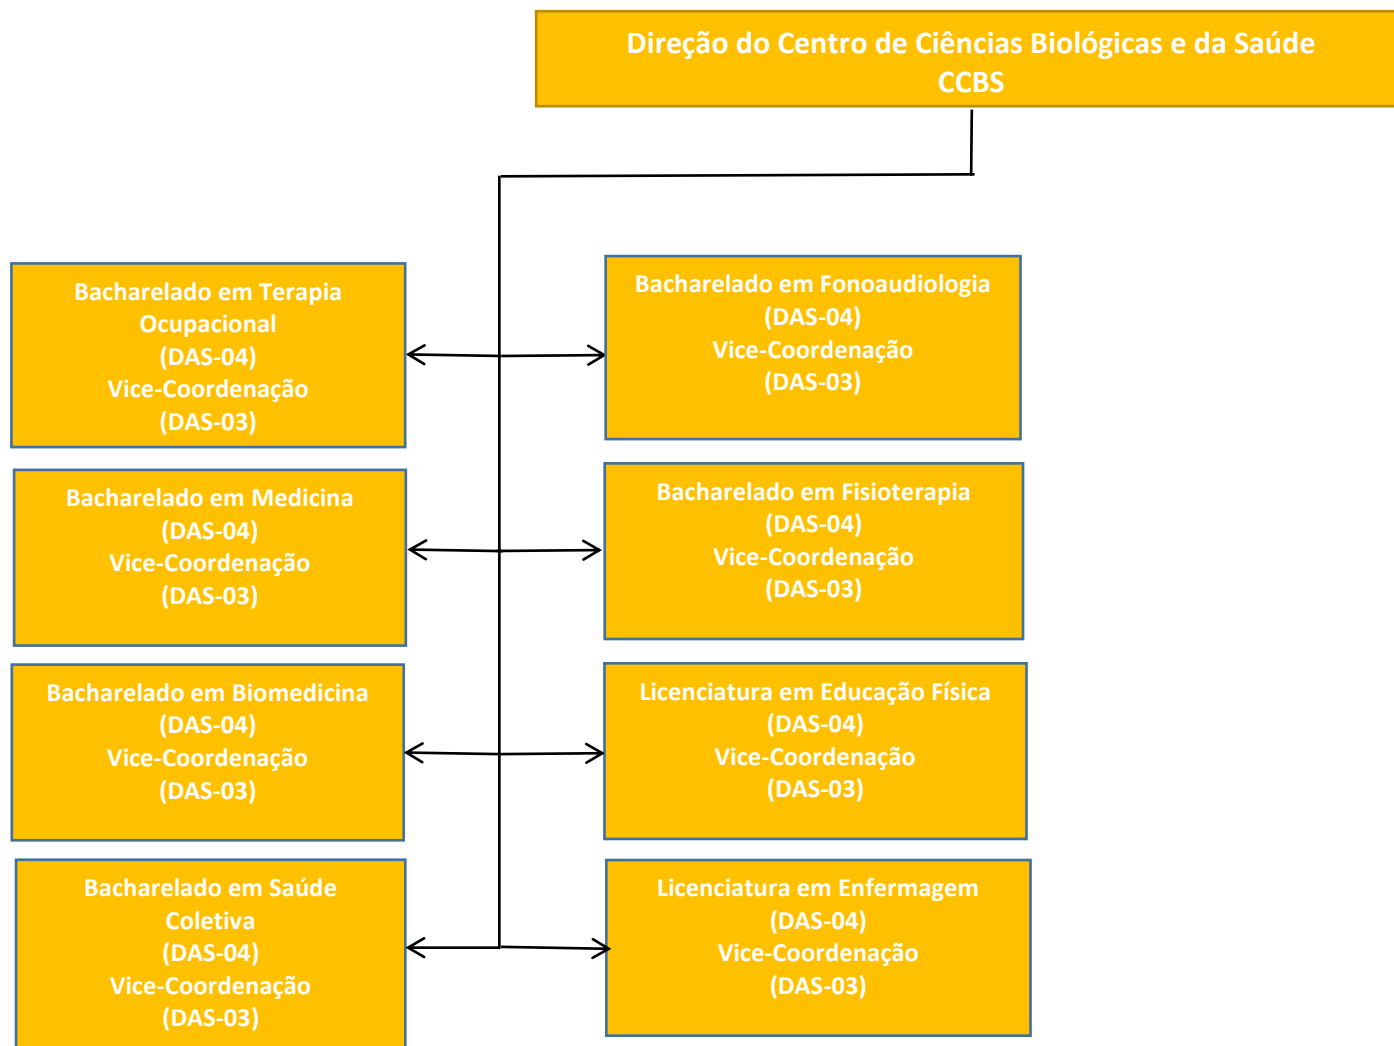 Direção do Centro de Ciências Biológicas e da Saúde
CCBS
Bacharelado em Terapia
Ocupacional
(DAS-04)
Vice-Coordenação
(DAS-03)
Bacharelado em Fonoaudiologia
(DAS-04)
Vice-Coordenação
(DAS-03)
Bacharelado em Medicina
(DAS-04)
Vice-Coordenação
(DAS-03)
Bacharelado em Fisioterapia
(DAS-04)
Vice-Coordenação
(DAS-03)
Bacharelado em Biomedicina
(DAS-04)
Vice-Coordenação
(DAS-03)
Licenciatura em Educação Física
(DAS-04)
Vice-Coordenação
(DAS-03)
Bacharelado em Saúde
Coletiva
(DAS-04)
Vice-Coordenação
(DAS-03)
Licenciatura em Enfermagem
(DAS-04)
Vice-Coordenação
(DAS-03)